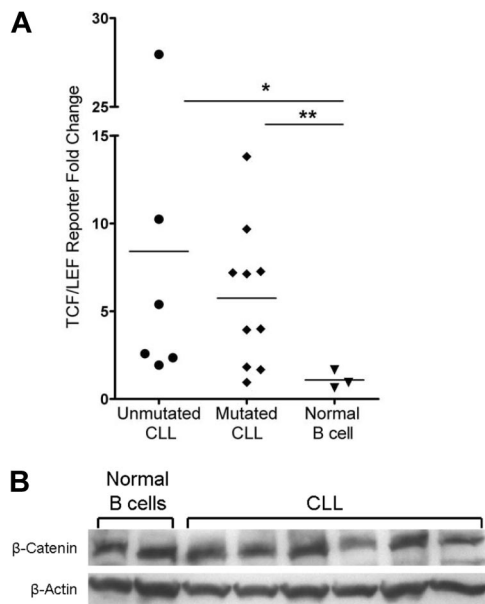 A
30
25
15
10
5
0
TCF/LEF Reporter Fold Change
*
**
Unmutated
CLL
Mutated
CLL
Normal
B cell
B
Normal
B cells
CLL
β-Catenin
β-Actin